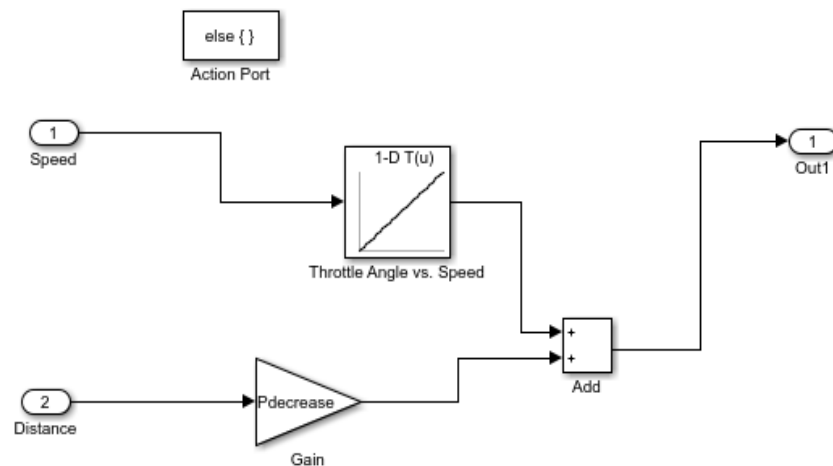 else { }
Action Port
1
Speed
1-D T(u)
Throttle Angle vs. Speed
1
Out1
+
+
Add
2
Distance
Pdecrease
Gain